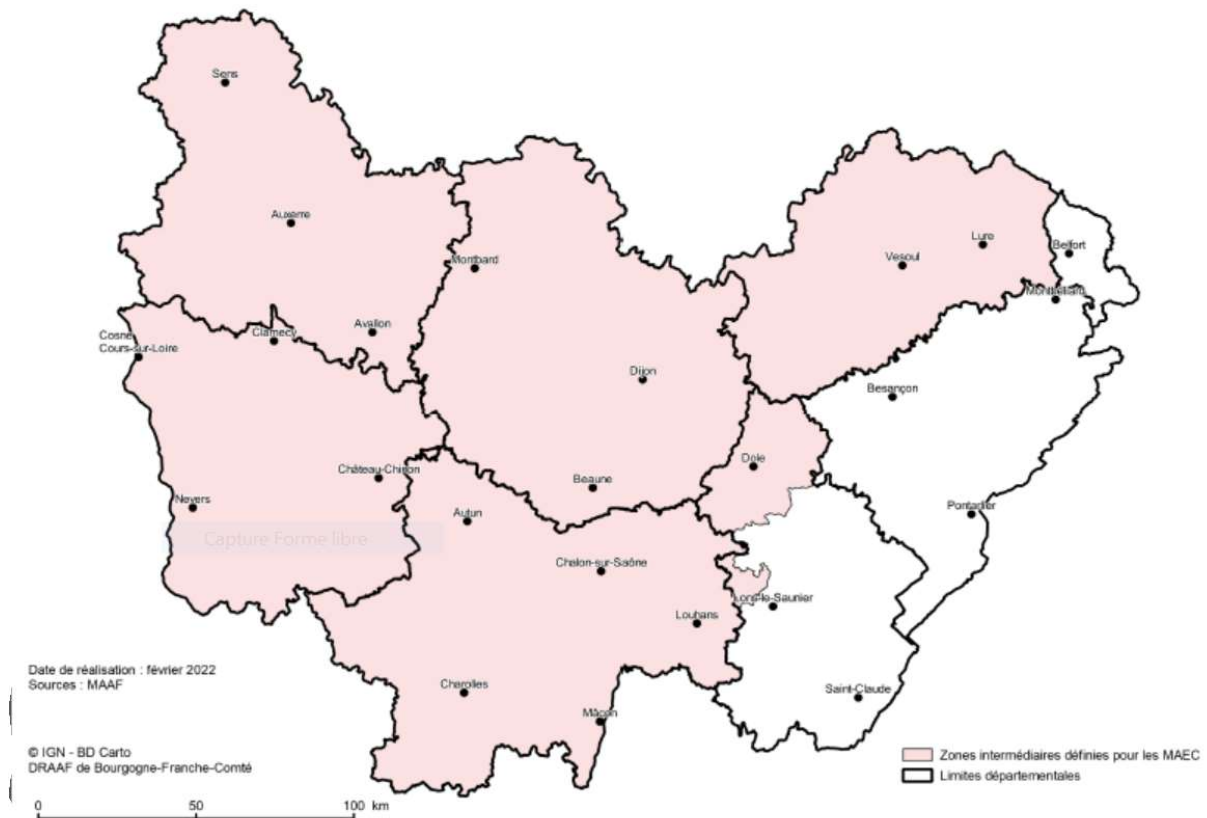 Sens
Auxerre
Montbard
Lure
Belfort
Vesoul
Montbéliard
Avallon
Clamecy
Cosne
Cours-sur-Loire
Dijon
Besançon
Dole
Château-Chinon
Beaune
Nevers
Autun
Pontarlier
Capture Forme libre
Chalon-sur-Saône
Lons-le-Saunier
Louhans
Date de réalisation : février 2022
Sources : MAAF
Charolles
Saint-Claude
Mâcon
© IGN - BD Carto
DRAAF de Bourgogne-Franche-Comté
Zones intermédiaires définies pour les MAEC
Limites départementales
0 50 100 km